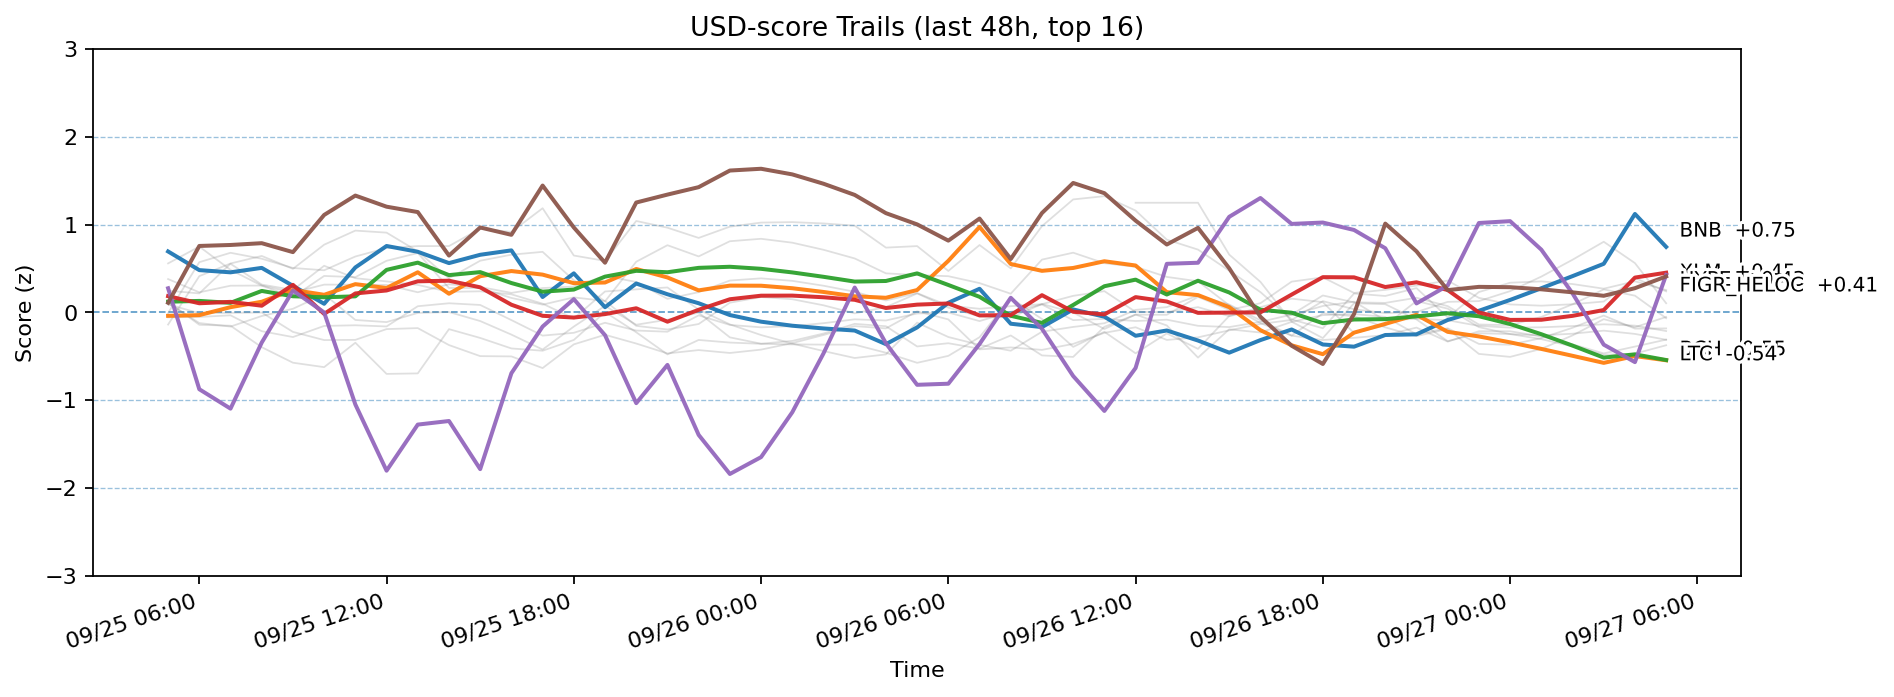 USD-score Trails (last 48h, top 16)
Score (z)
3
2
1
0
−1
−2
−3
BNB +0.75
FIGR_HELOC +0.41
LTC -0.54
09/25 06:00
09/25 12:00
09/25 18:00
09/26 00:00
09/26 06:00
09/26 12:00
09/26 18:00
09/27 00:00
09/27 06:00
Time